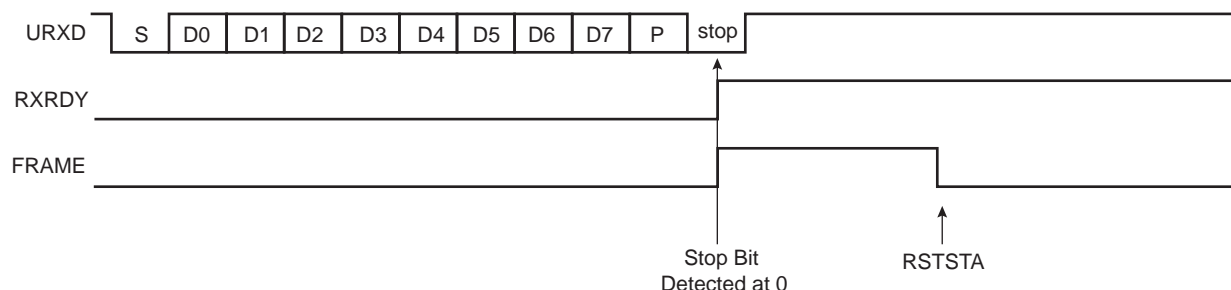 URXD S D0 D1 D2 D3 D4 D5 D6 D7 P stop
RXRDY
FRAME
Stop Bit
Detected at 0
RSTSTA